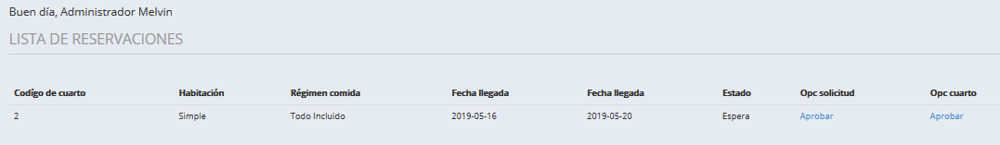 Buen día, Administrador Melvin
LISTA DE RESERVACIONES
Codígo de cuarto Habitación Régimen comida Fecha llegada Fecha llegada Estado Opc solicitud Opc cuarto
2 Simple Todo Incluido 2019-05-16 2019-05-20 Espera Aprobar Aprobar